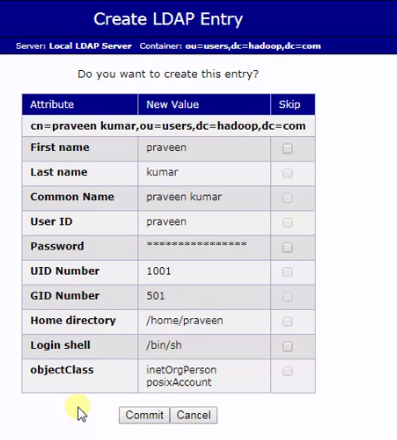 Create LDAP Entry
Server: Local LDAP Server Container: ou=users,dc=hadoop,dc=com
Do you want to create this entry?
Attribute New Value Skip
cn=praveen kumar,ou=users,dc=hadoop,dc=com
First name praveen
Last name kumar
Common Name praveen kumar
User ID praveen
Password ****************
UID Number 1001
GID Number 501
Home directory /home/praveen
Login shell /bin/sh
objectClass inetOrgPerson
posixAccount
Commit Cancel